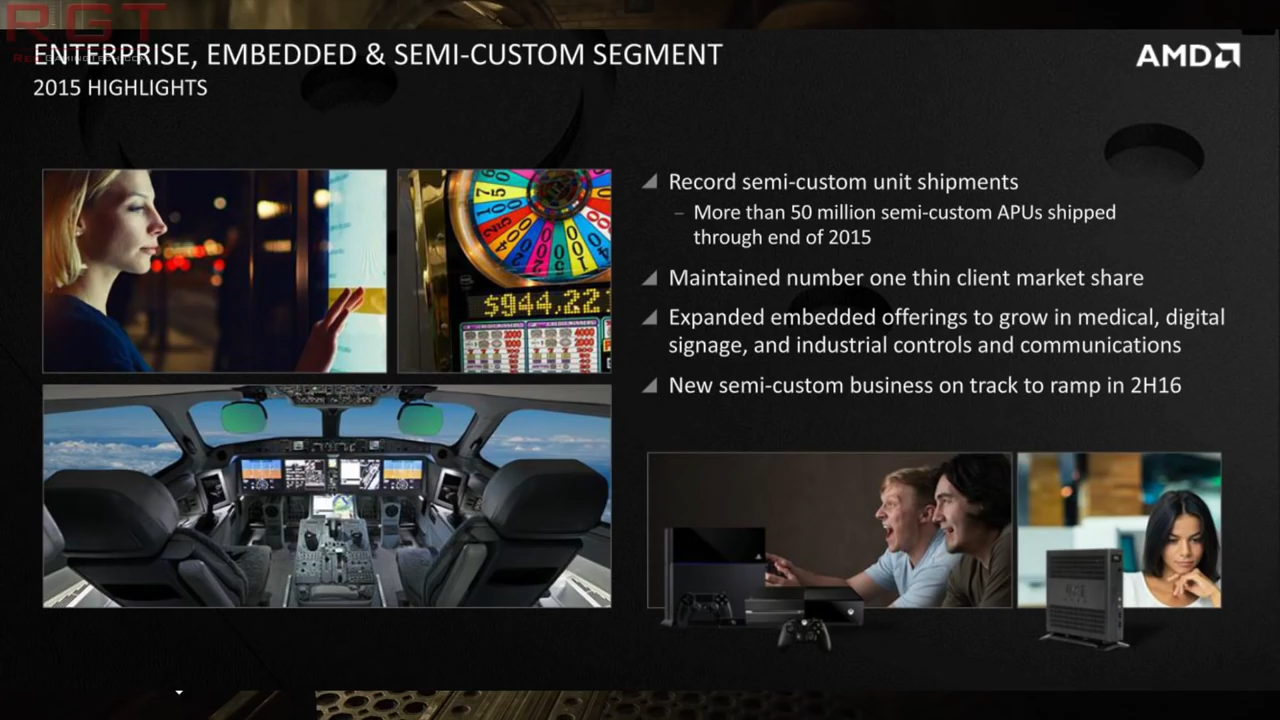 RGT
ENTERPRISE, EMBEDDED & SEMI-CUSTOM SEGMENT
2015 HIGHLIGHTS
AMD
Record semi-custom unit shipments
– More than 50 million semi-custom APUs shipped
through end of 2015
Maintained number one thin client market share
Expanded embedded offerings to grow in medical, digital
signage, and industrial controls and communications
New semi-custom business on track to ramp in 2H16
$944,221